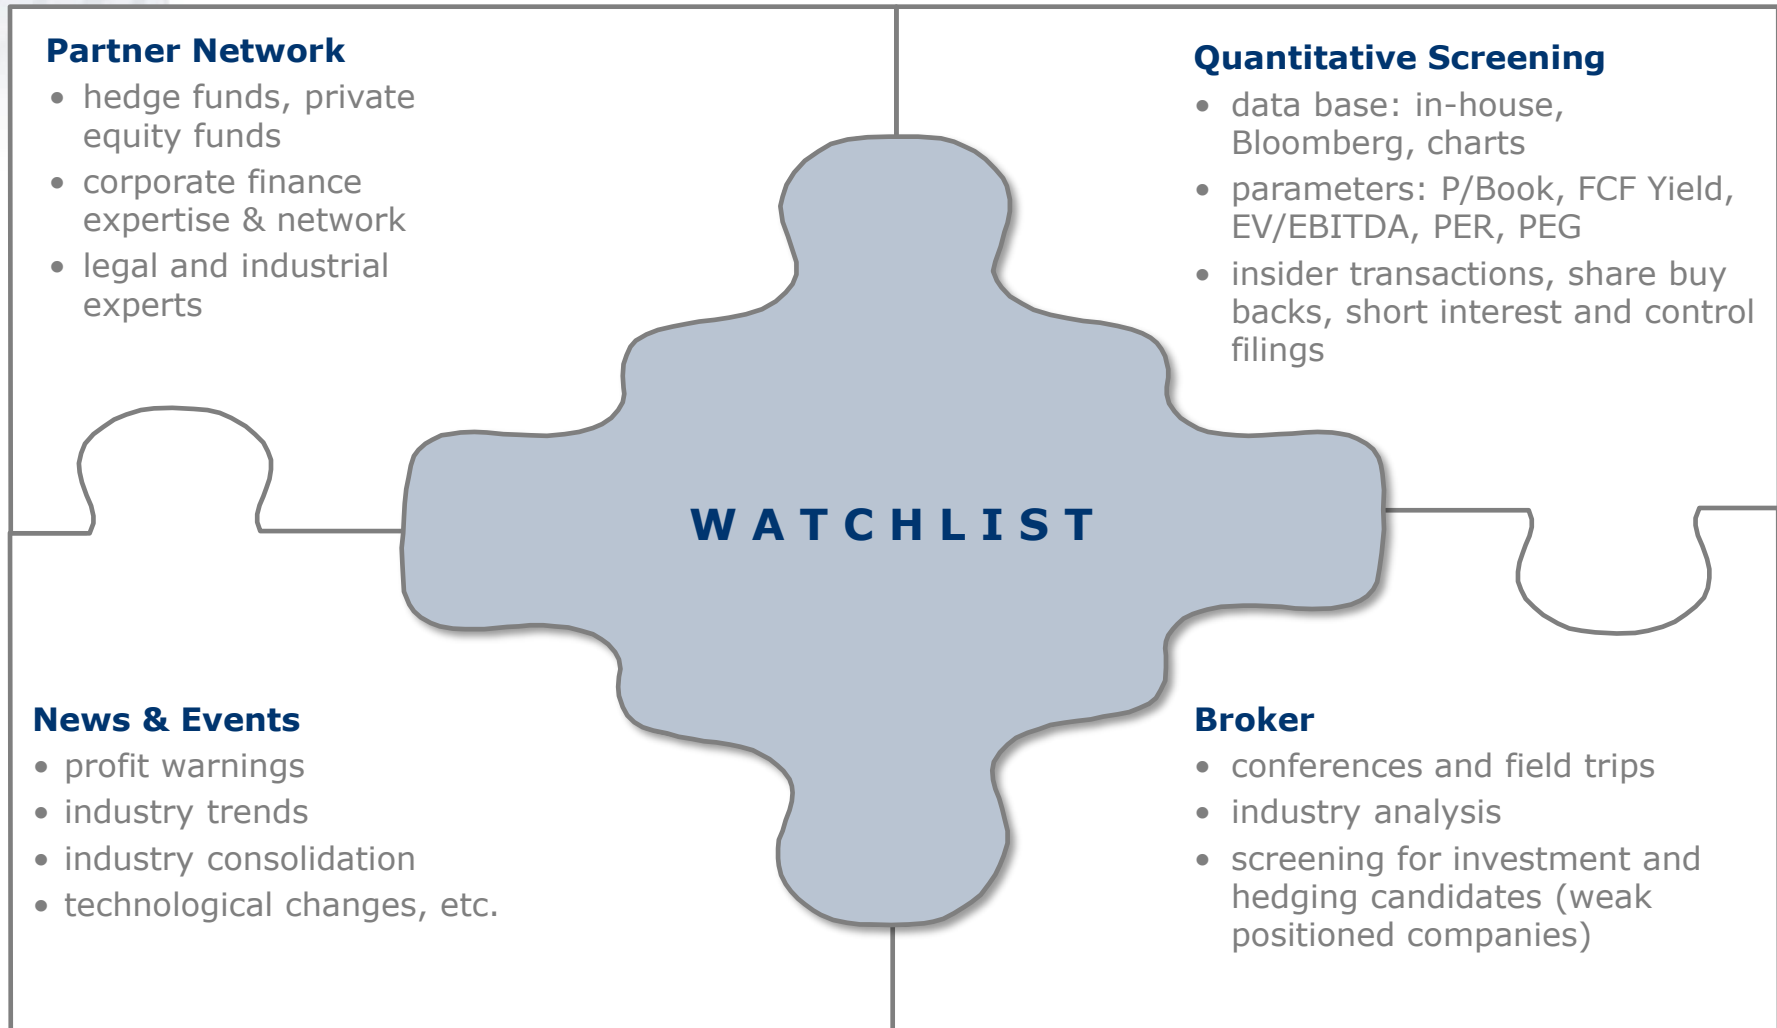 Partner Network
• hedge funds, private
equity funds
• corporate finance
expertise & network
• legal and industrial
experts
Quantitative Screening
• data base: in-house,
Bloomberg, charts
• parameters: P/Book, FCF Yield,
EV/EBITDA, PER, PEG
• insider transactions, share buy
backs, short interest and control
filings
WATCHLIST
News & Events
• profit warnings
• industry trends
• industry consolidation
• technological changes, etc.
Broker
• conferences and field trips
• industry analysis
• screening for investment and
hedging candidates (weak
positioned companies)